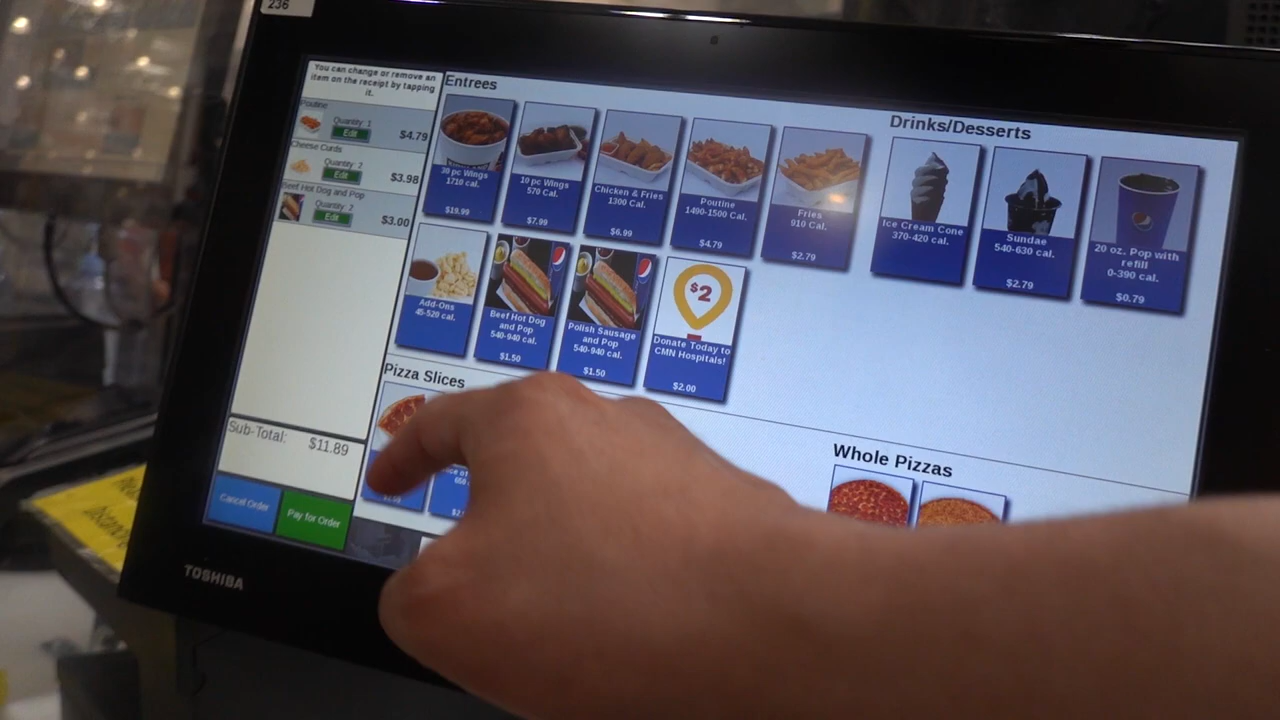 236
You can change or remove an
item on the receipt by tapping
it.
Poutine
Quantity: 1
Edit
$4.79
Cheese Curds
Quantity: 2
Edit
$3.98
Beef Hot Dog and Pop
Quantity: 2
Edit
$3.00
Sub-Total:
$11.89
Cancel Order
Pay for Order
Entrees
30 pc Wings
1710 cal.
$19.99
10 pc Wings
570 Cal.
$7.99
Chicken & Fries
1300 Cal.
$6.99
Poutine
1490-1500 Cal.
$4.79
Fries
910 Cal.
$2.79
Add-Ons
45-520 cal.
Beef Hot Dog
and Pop
540-940 cal.
$1.50
Polish Sausage
and Pop
540-940 cal.
$1.50
$2
Donate Today to
CMN Hospitals!
$2.00
Drinks/Desserts
Ice Cream Cone
370-420 cal.
Sundae
540-630 cal.
$2.79
20 oz. Pop with
refill
0-390 cal.
$0.79
Pizza Slices
Whole Pizzas
TOSHIBA